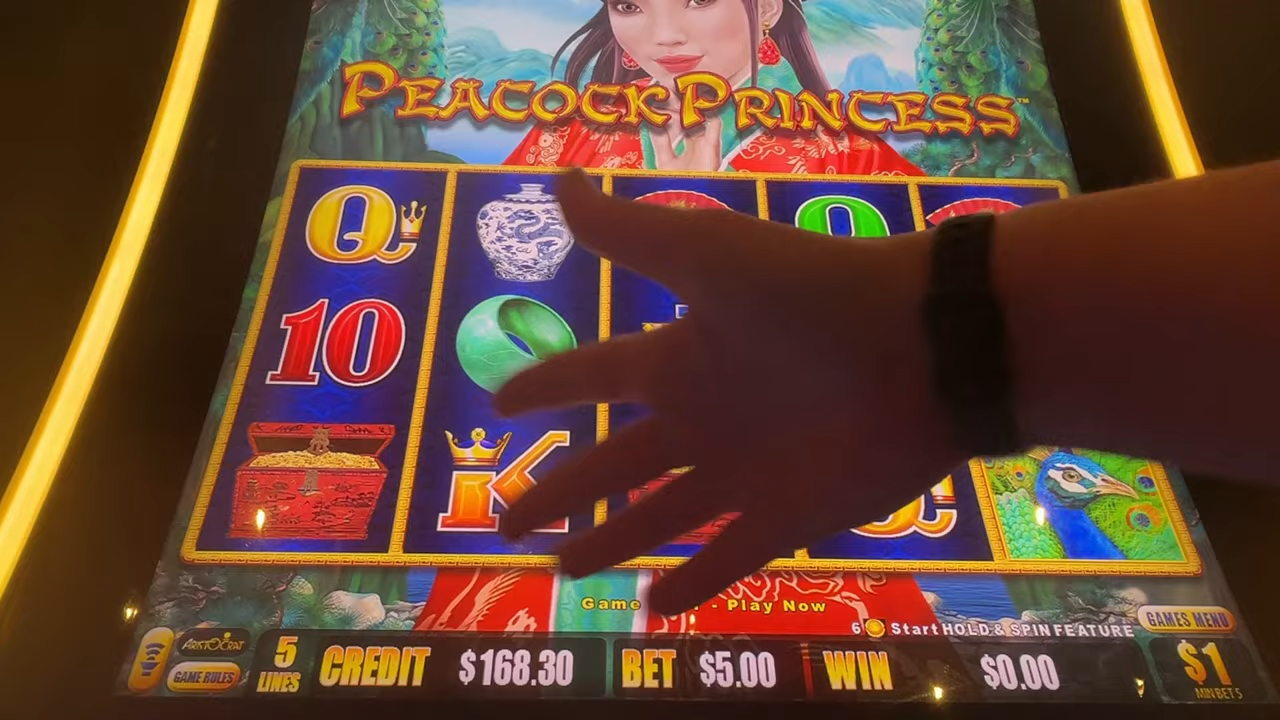 PEACOCK PRINCESS™
Q
10
K
Game - Play Now
6 Start HOLD & SPIN FEATURE
GAMES MENU
ARISTOCRAT
GAME RULES
5
LINES
CREDIT $168.30
BET $5.00
WIN $0.00
$1
MIN BET 5